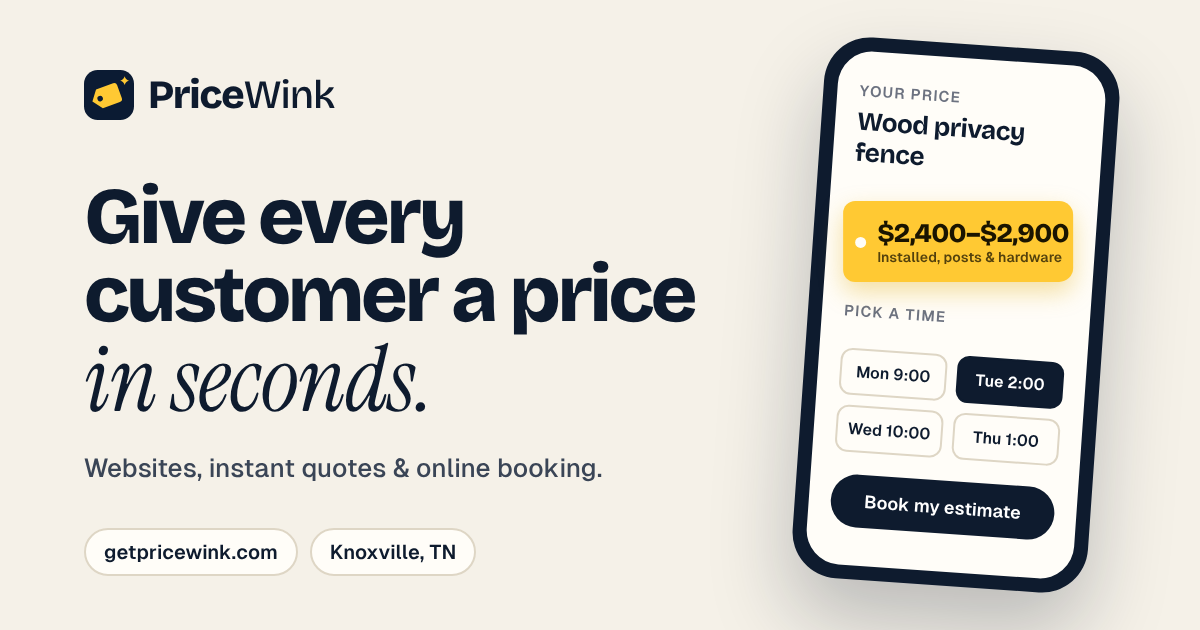 PriceWink
Give every
customer a price
in seconds.
Websites, instant quotes & online booking.
getpricewink.com
Knoxville, TN
YOUR PRICE
Wood privacy
fence
$2,400–$2,900
Installed, posts & hardware
PICK A TIME
Mon 9:00
Tue 2:00
Wed 10:00
Thu 1:00
Book my estimate